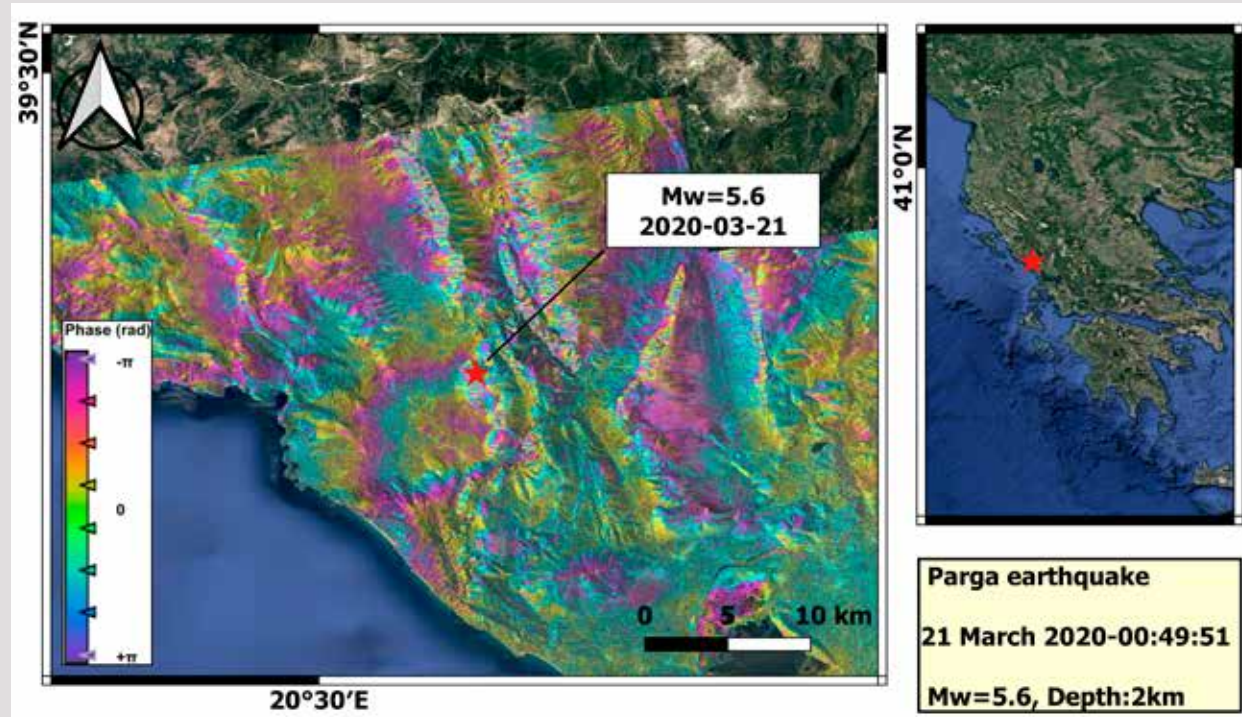 39°30'N
Mw=5.6
2020-03-21
Phase (rad)
-π
0
+π
0 5 10 km
20°30'E
41°0'N
Parga earthquake
21 March 2020-00:49:51
Mw=5.6, Depth:2km